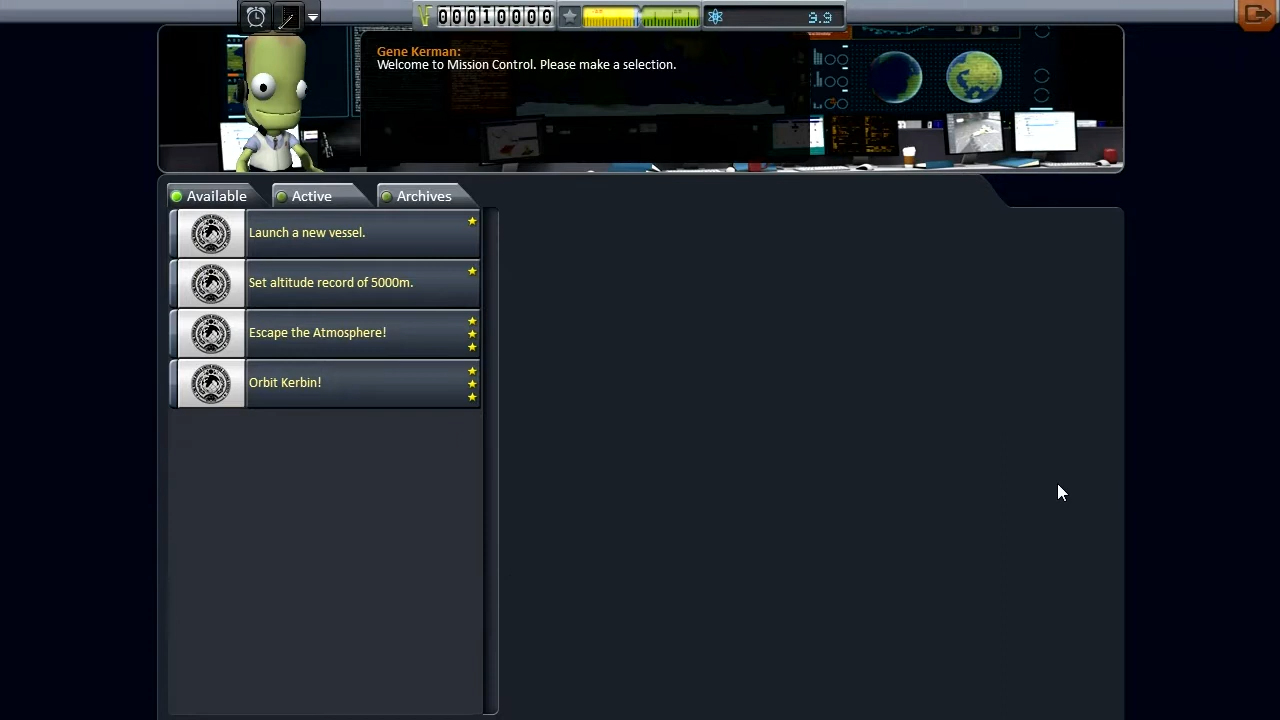 00010000
3.9
Gene Kerman:
Welcome to Mission Control. Please make a selection.
Available
Active
Archives
Launch a new vessel.
Set altitude record of 5000m.
Escape the Atmosphere!
Orbit Kerbin!